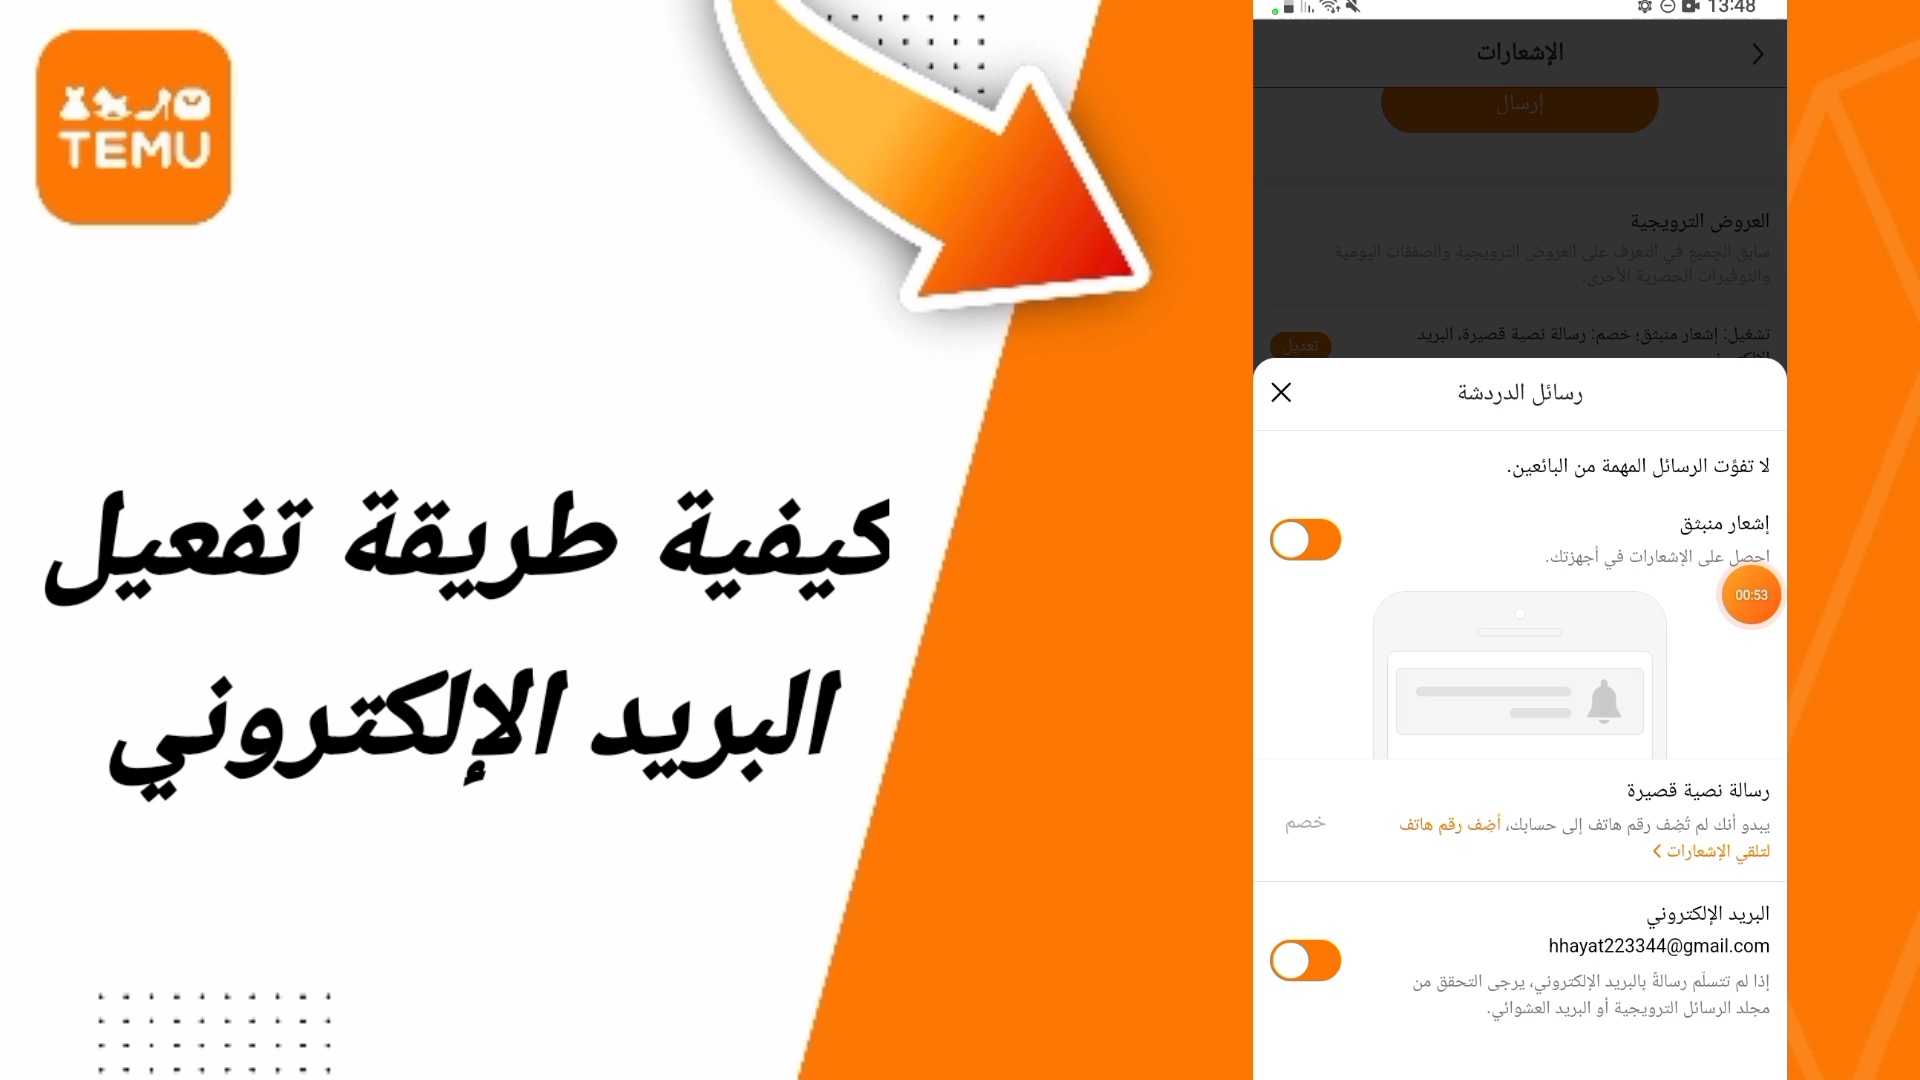 TEMU
كيفية طريقة تفعيل
البريد الإلكتروني
13:48
الإشعارات
إرسال
العروض الترويجية
سابق الجميع في التعرّف على العروض الترويجية والصفقات اليومية
والتوفيرات الحصرية الأخرى.
تشغيل: إشعار منبثق؛ خصم: رسالة نصية قصيرة، البريد
تعديل
رسائل الدردشة
لا تفوّت الرسائل المهمة من البائعين.
إشعار منبثق
احصل على الإشعارات في أجهزتك.
00:53
رسالة نصية قصيرة
يبدو أنك لم تُضِف رقم هاتف إلى حسابك، أضِف رقم هاتف
لتلقي الإشعارات
خصم
البريد الإلكتروني
hhayat223344@gmail.com
إذا لم تتسلّم رسالةً بالبريد الإلكتروني، يرجى التحقق من
مجلد الرسائل الترويجية أو البريد العشوائي.